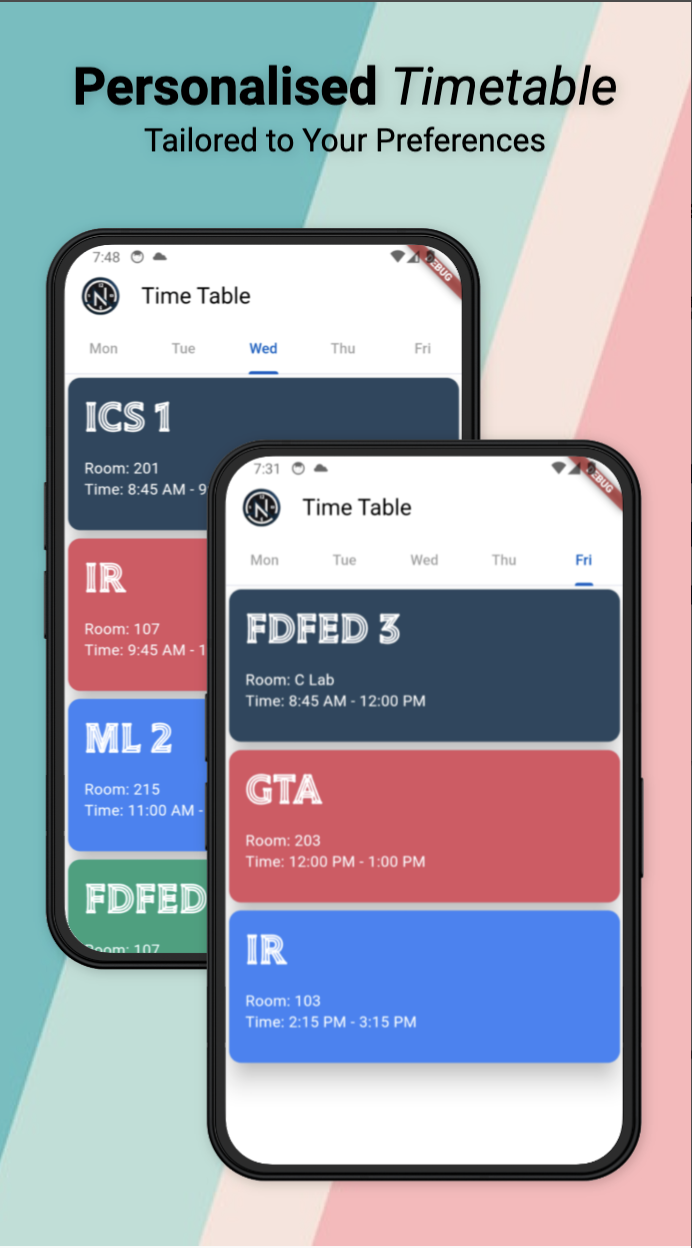 Personalised Timetable
Tailored to Your Preferences
7:48
Time Table
Mon Tue Wed Thu Fri
ICS 1
Room: 201
Time: 8:45 AM - 9
IR
Room: 107
Time: 9:45 AM - 1
ML 2
Room: 215
Time: 11:00 AM -
FDFED
Room: 107
7:31
N
Time Table
Mon Tue Wed Thu Fri
FDFED 3
Room: C Lab
Time: 8:45 AM - 12:00 PM
GTA
Room: 203
Time: 12:00 PM - 1:00 PM
IR
Room: 103
Time: 2:15 PM - 3:15 PM